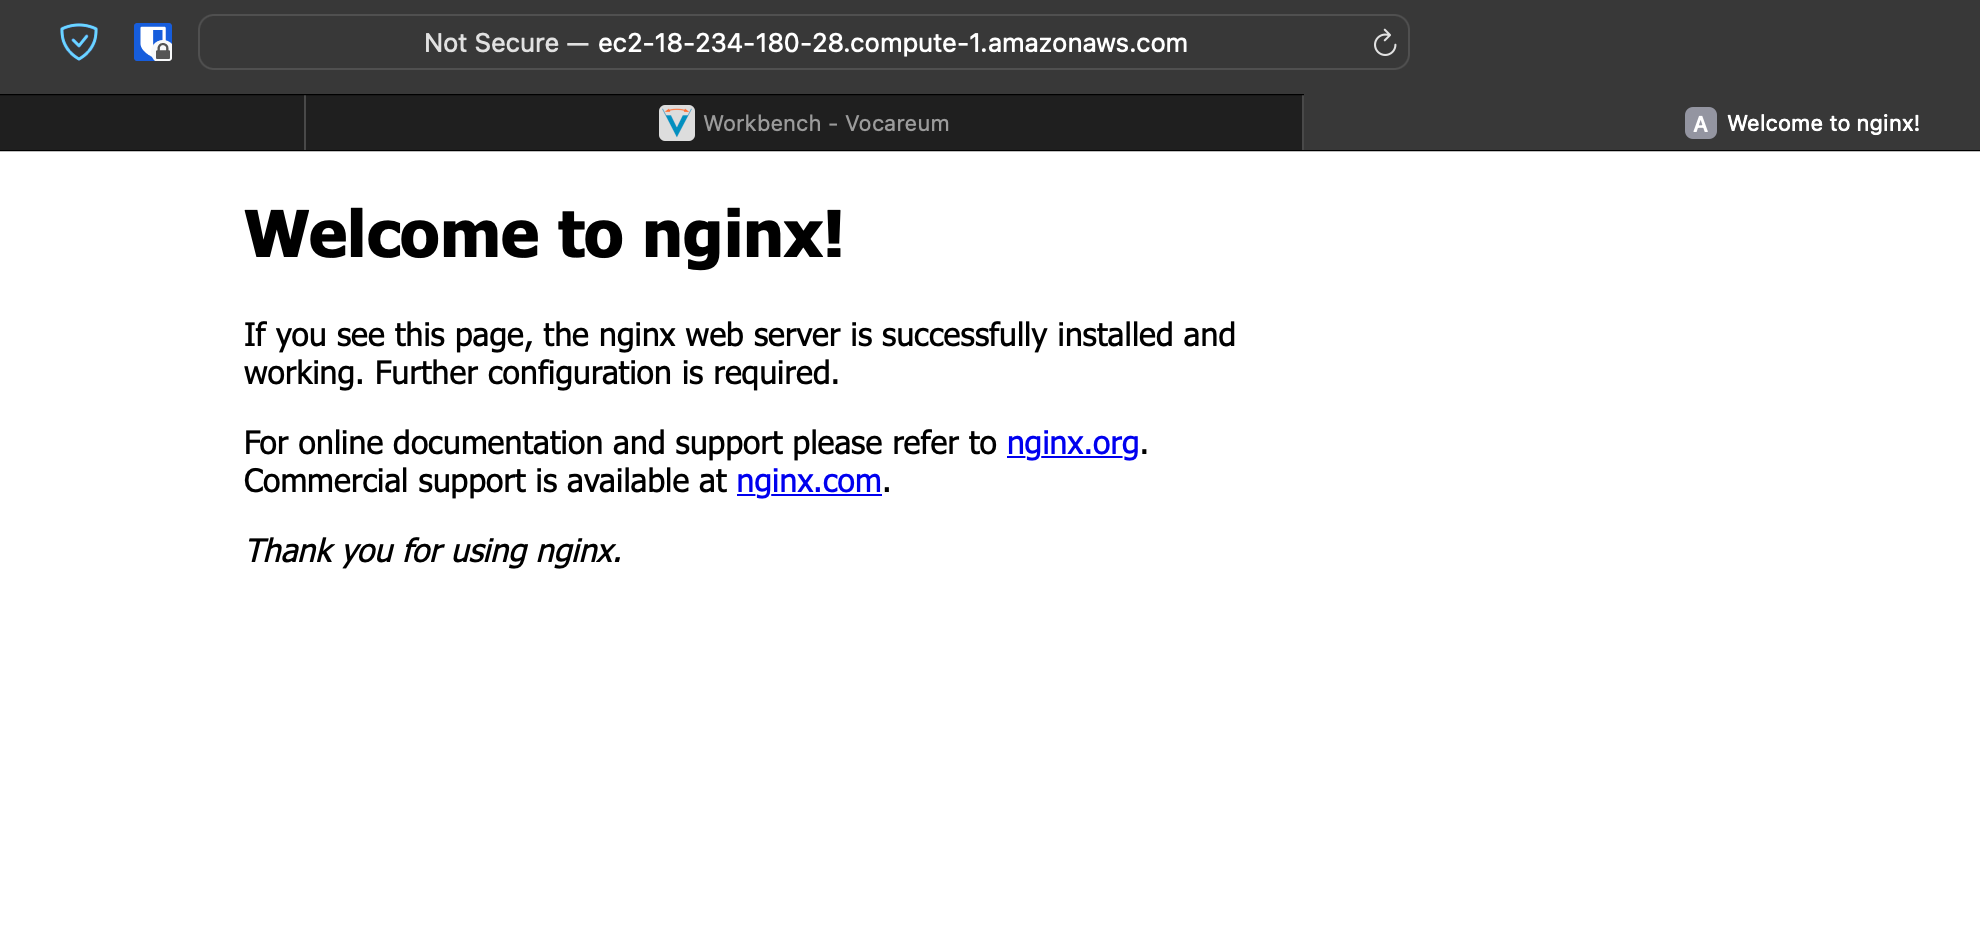 Not Secure — ec2-18-234-180-28.compute-1.amazonaws.com
Workbench - Vocareum
A Welcome to nginx!
Welcome to nginx!
If you see this page, the nginx web server is successfully installed and
working. Further configuration is required.
For online documentation and support please refer to nginx.org.
Commercial support is available at nginx.com.
Thank you for using nginx.